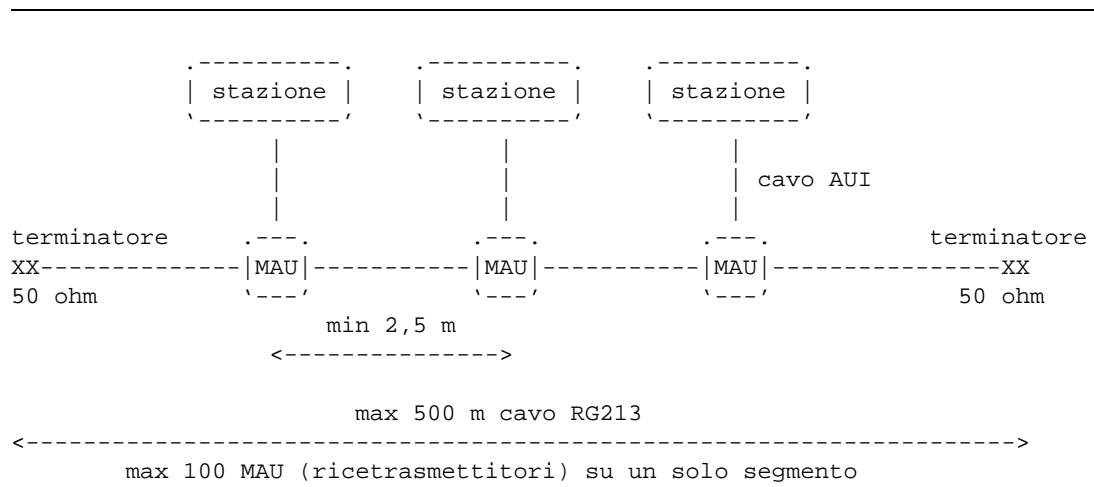 stazione stazione stazione
cavo AUI
terminatore terminatore
XX MAU MAU MAU XX
50 ohm 50 ohm
min 2,5 m
max 500 m cavo RG213
max 100 MAU (ricetrasmettitori) su un solo segmento